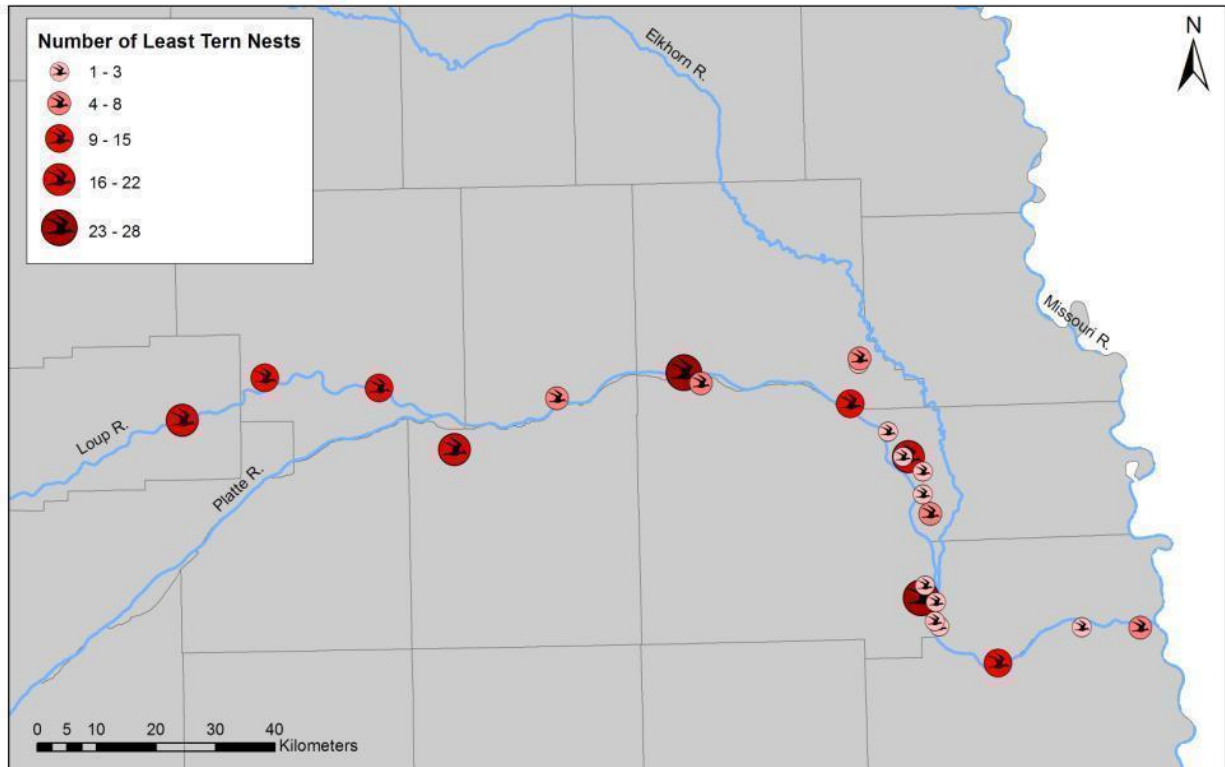 Number of Least Tern Nests
1 - 3
4 - 8
9 - 15
16 - 22
23 - 28
Elkhorn R.
N
Missouri R.
Loup R.
Platte R.
0 5 10 20 30 40
Kilometers